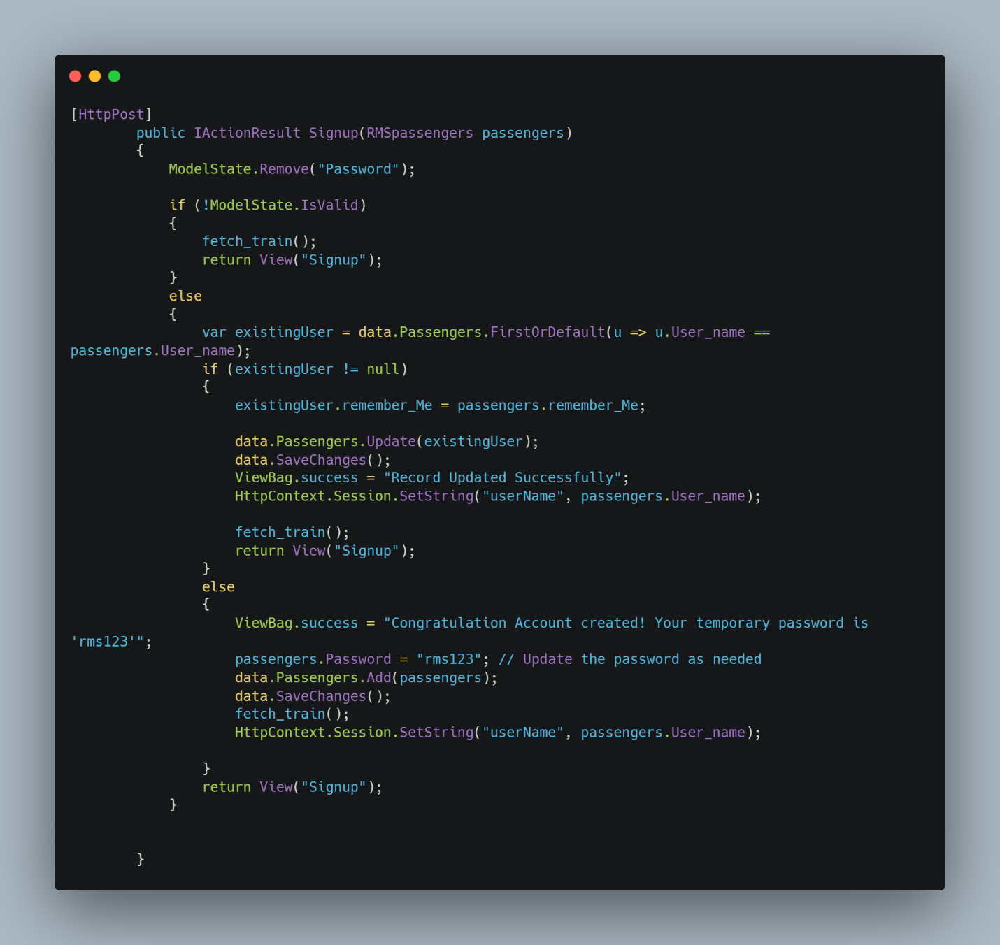 [HttpPost]
        public IActionResult Signup(RMSpassengers passengers)
        {
            ModelState.Remove("Password");

            if (!ModelState.IsValid)
            {
                fetch_train();
                return View("Signup");
            }
            else
            {
                var existingUser = data.Passengers.FirstOrDefault(u => u.User_name ==
passengers.User_name);
                if (existingUser != null)
                {
                    existingUser.remember_Me = passengers.remember_Me;

                    data.Passengers.Update(existingUser);
                    data.SaveChanges();
                    ViewBag.success = "Record Updated Successfully";
                    HttpContext.Session.SetString("userName", passengers.User_name);

                    fetch_train();
                    return View("Signup");
                }
                else
                {
                    ViewBag.success = "Congratulation Account created! Your temporary password is
'rms123'";
                    passengers.Password = "rms123"; // Update the password as needed
                    data.Passengers.Add(passengers);
                    data.SaveChanges();
                    fetch_train();
                    HttpContext.Session.SetString("userName", passengers.User_name);

                }
                return View("Signup");
            }


        }